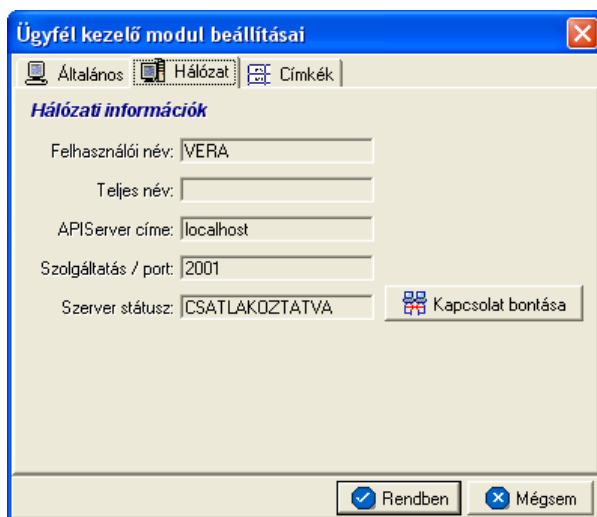 Ügyfél kezelő modul beállításai
Általános Hálózat Címkék
Hálózati információk
Felhasználói név: VERA
Teljes név:
APIServer címe: localhost
Szolgáltatás / port: 2001
Szerver státusz: CSATLAKOZTATVA Kapcsolat bontása
Rendben Mégsem